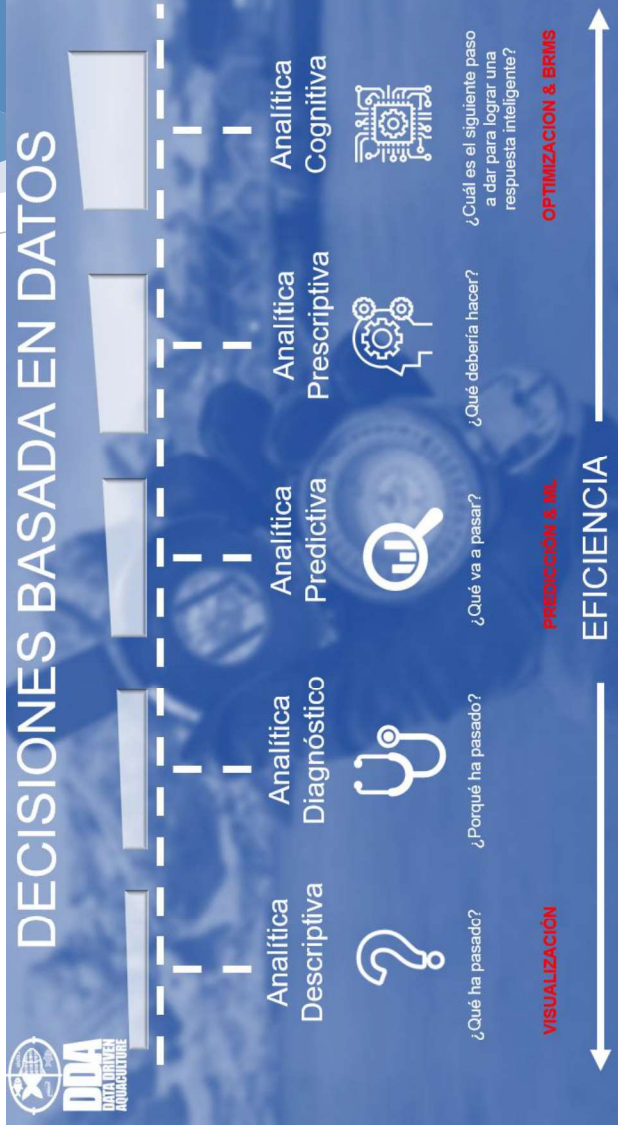 DECISIONES BASADA EN DATOS
DDA
DATA DRIVEN
AQUACULTURE
Analítica
Descriptiva
¿Qué ha pasado?
VISUALIZACIÓN
Analítica
Diagnóstico
¿Porqué ha pasado?
Analítica
Predictiva
¿Qué va a pasar?
PREDICCIÓN & ML
Analítica
Prescriptiva
¿Qué debería hacer?
Analítica
Cognitiva
¿Cuál es el siguiente paso
a dar para lograr una
respuesta inteligente?
OPTIMIZACION & BRMS
EFICIENCIA